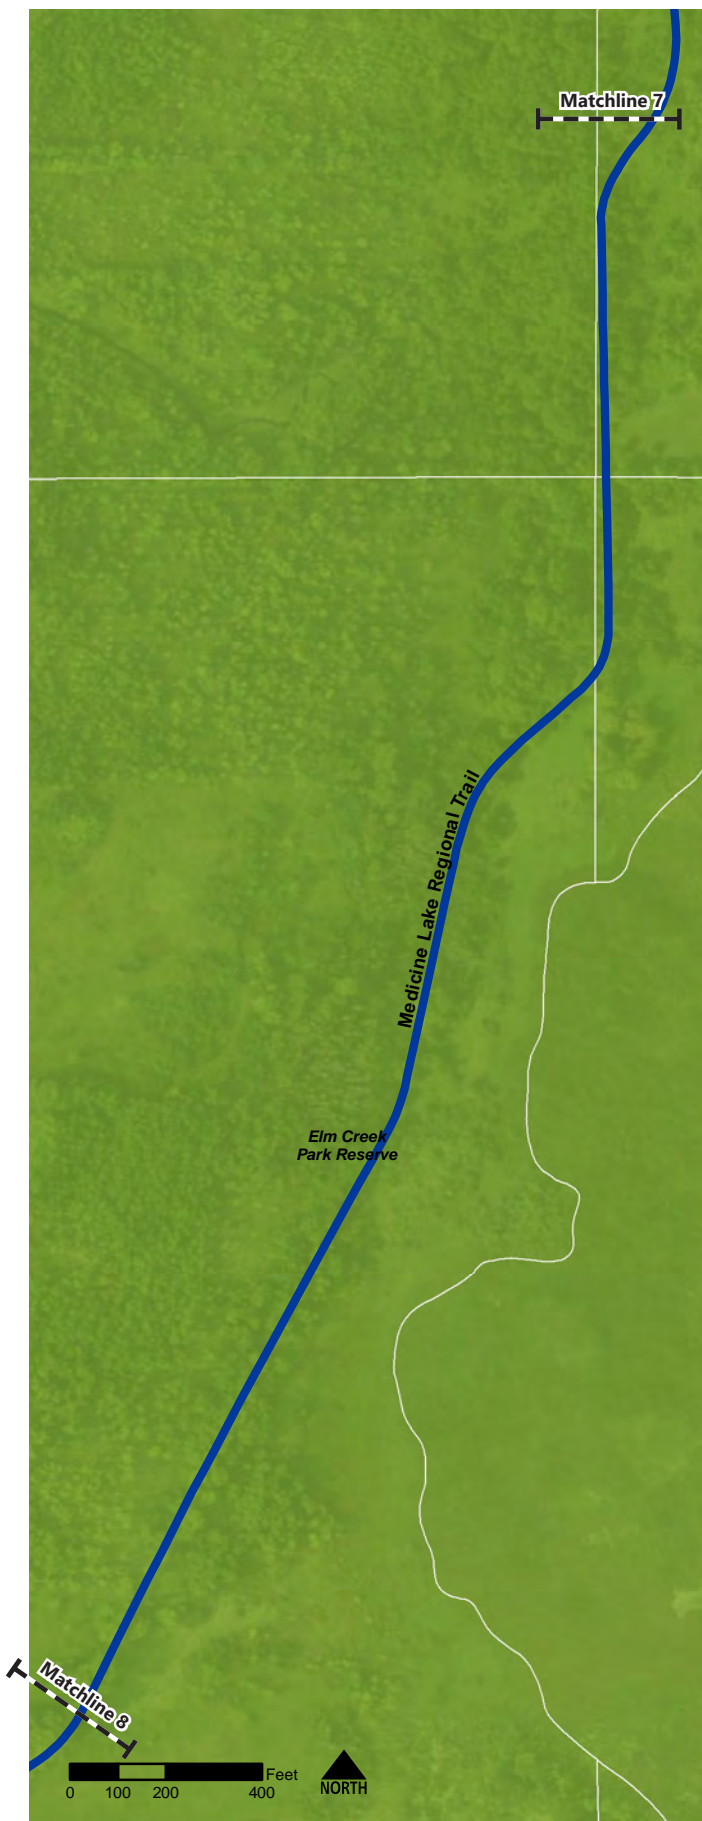 Matchline 7
Medicine Lake Regional Trail
Elm Creek
Park Reserve
Matchline 8
Feet
0 100 200 400
NORTH